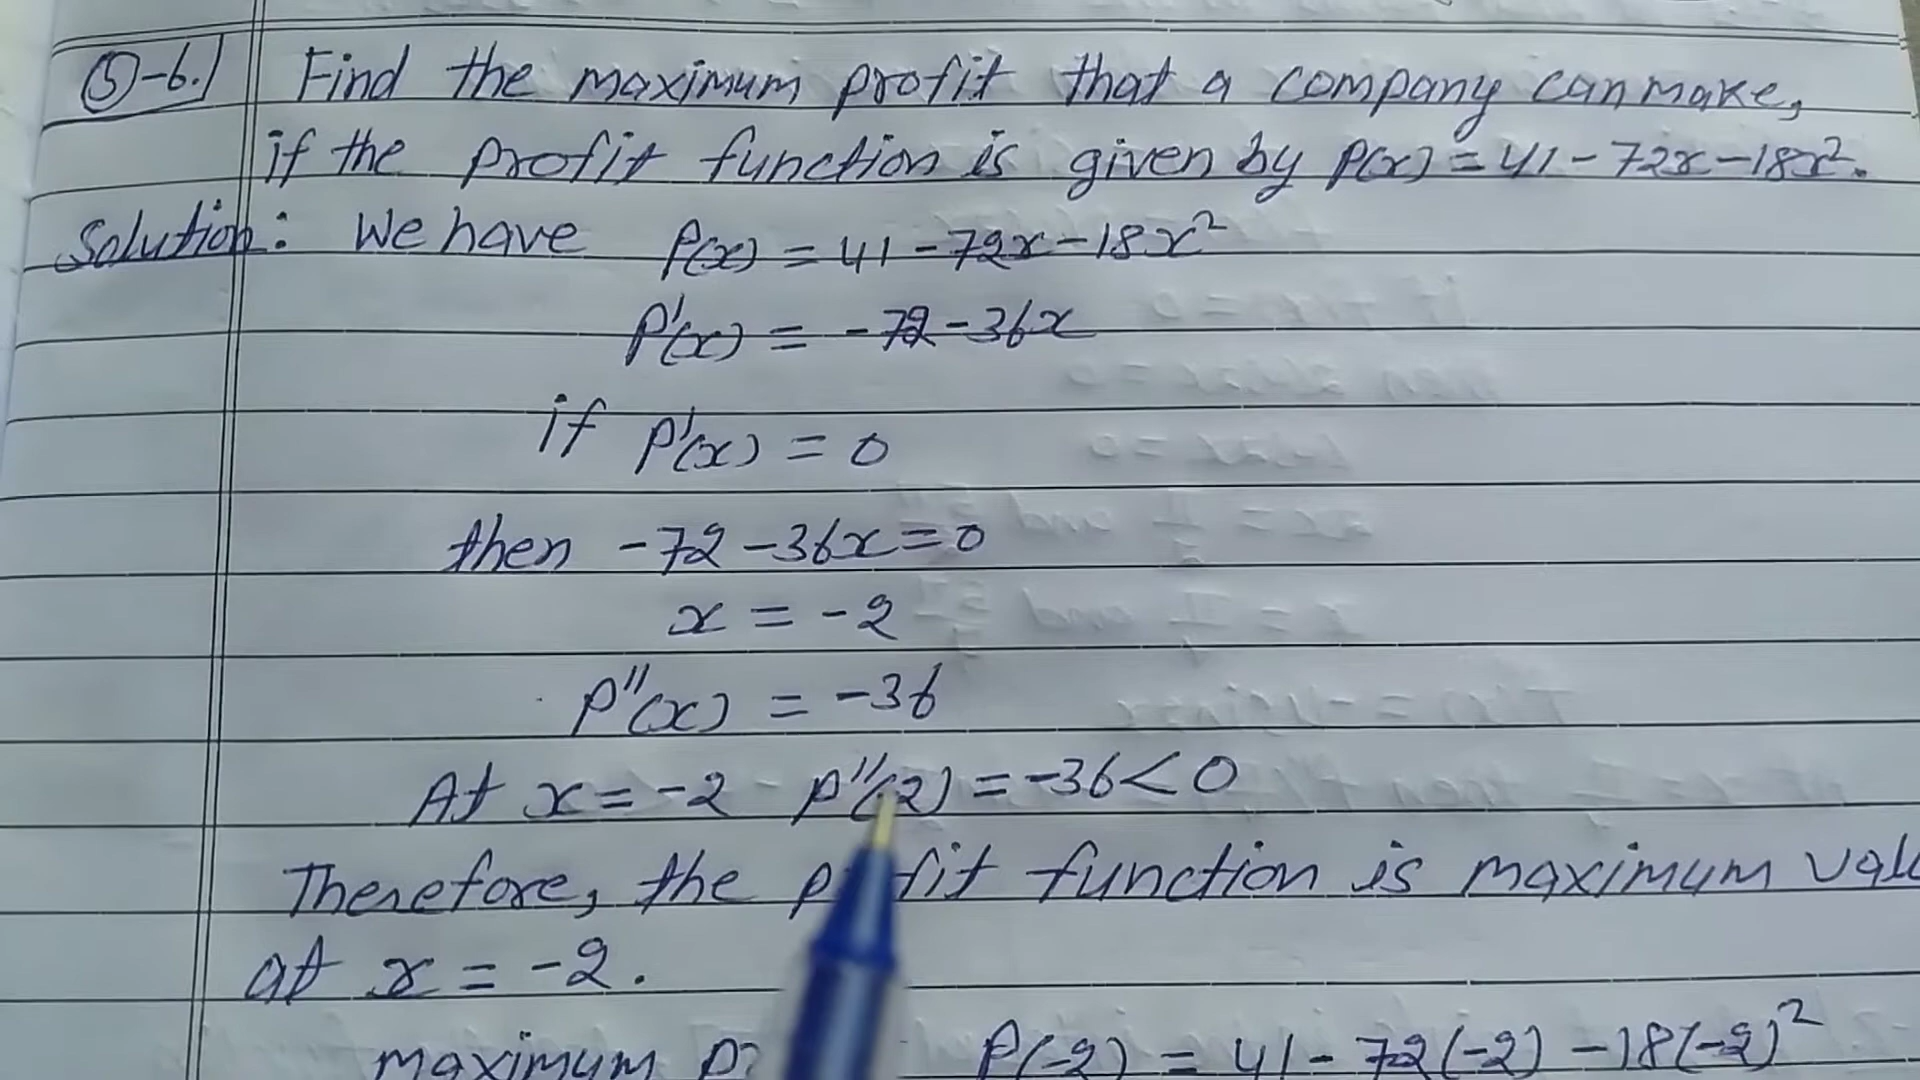 (5)-6.) Find the maximum profit that a company can make,
if the profit function is given by P(x) = 41 - 72x - 18x².
Solution: We have P(x) = 41 - 72x - 18x²
P'(x) = -72 - 36x
if P'(x) = 0
then -72 - 36x = 0
x = -2
P''(x) = -36
At x = -2 P''(-2) = -36 < 0
Therefore, the profit function is maximum
at x = -2.
maximum P(-2) = 41 - 72(-2) - 18(-2)²